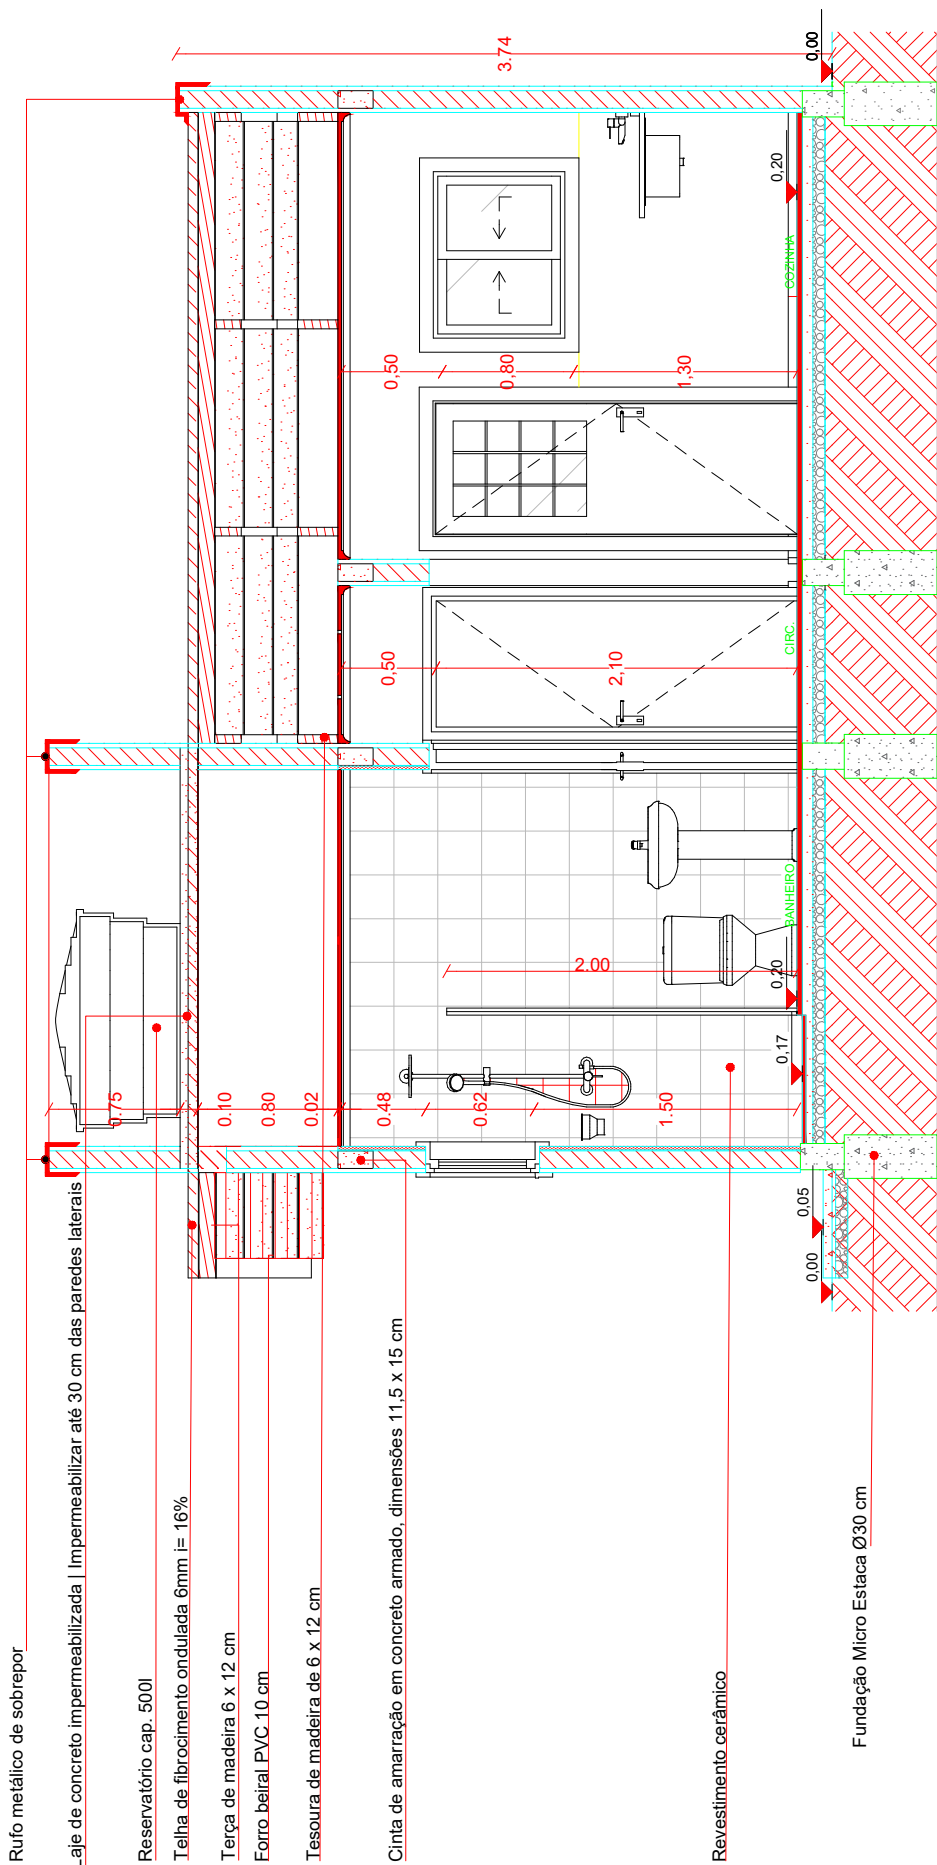 Rufo metálico de sobrepor
Laje de concreto impermeabilizada | Impermeabilizar até 30 cm das paredes laterais
Reservatório cap. 500l
Telha de fibrocimento ondulada 6mm i= 16%
Terça de madeira 6 x 12 cm
Forro beiral PVC 10 cm
Tesoura de madeira de 6 x 12 cm
Cinta de amarração em concreto armado, dimensões 11,5 x 15 cm
Revestimento cerâmico
Fundação Micro Estaca Ø30 cm
0.75
0.10
0.80
0.02
0.48
0.62
1.50
2.00
0,50
2,10
0,50
0,80
1,30
3.74
0,00
0,05
0,17
0,20
BANHEIRO
CIRC.
COZINHA
0,20
0,00